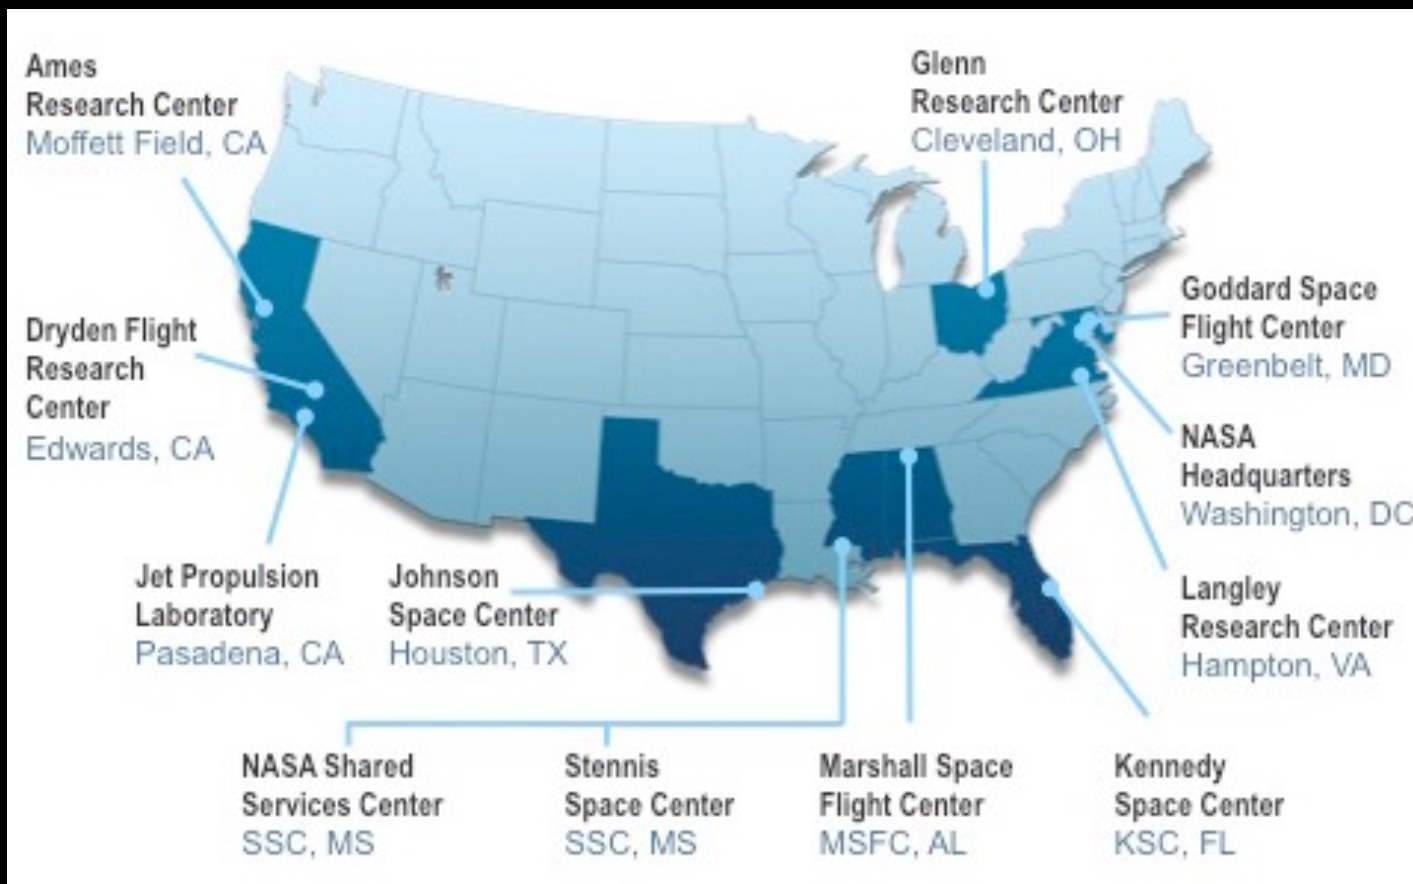 Ames
Research Center
Moffett Field, CA
Glenn
Research Center
Cleveland, OH
Dryden Flight
Research
Center
Edwards, CA
Goddard Space
Flight Center
Greenbelt, MD
NASA
Headquarters
Washington, DC
Jet Propulsion
Laboratory
Pasadena, CA
Johnson
Space Center
Houston, TX
Langley
Research Center
Hampton, VA
NASA Shared
Services Center
SSC, MS
Stennis
Space Center
SSC, MS
Marshall Space
Flight Center
MSFC, AL
Kennedy
Space Center
KSC, FL